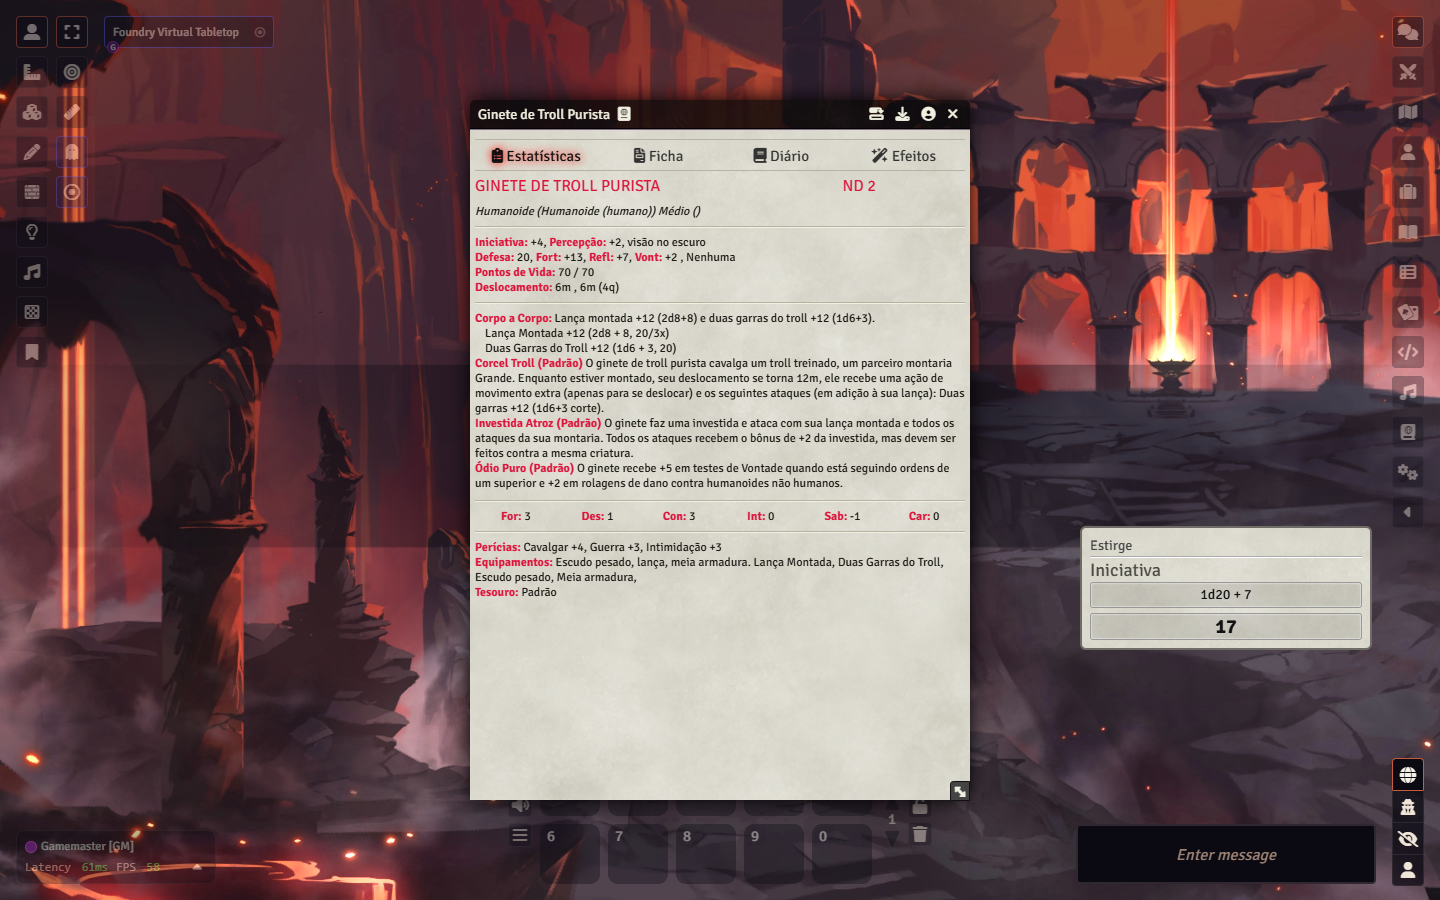 Foundry Virtual Tabletop
G
Ginete de Troll Purista
Estatísticas
Ficha
Diário
Efeitos
GINETE DE TROLL PURISTA
ND 2
Humanoide (Humanoide (humano)) Médio ()
Iniciativa: +4, Percepção: +2, visão no escuro
Defesa: 20, Fort: +13, Refl: +7, Vont: +2 , Nenhuma
Pontos de Vida: 70 / 70
Deslocamento: 6m , 6m (4q)
Corpo a Corpo: Lança montada +12 (2d8+8) e duas garras do troll +12 (1d6+3).
Lança Montada +12 (2d8 + 8, 20/3x)
Duas Garras do Troll +12 (1d6 + 3, 20)
Corcel Troll (Padrão) O ginete de troll purista cavalga um troll treinado, um parceiro montaria
Grande. Enquanto estiver montado, seu deslocamento se torna 12m, ele recebe uma ação de
movimento extra (apenas para se deslocar) e os seguintes ataques (em adição à sua lança): Duas
garras +12 (1d6+3 corte).
Investida Atroz (Padrão) O ginete faz uma investida e ataca com sua lança montada e todos os
ataques da sua montaria. Todos os ataques recebem o bônus de +2 da investida, mas devem ser
feitos contra a mesma criatura.
Ódio Puro (Padrão) O ginete recebe +5 em testes de Vontade quando está seguindo ordens de
um superior e +2 em rolagens de dano contra humanoides não humanos.
For: 3 Des: 1 Con: 3 Int: 0 Sab: -1 Car: 0
Perícias: Cavalgar +4, Guerra +3, Intimidação +3
Equipamentos: Escudo pesado, lança, meia armadura. Lança Montada, Duas Garras do Troll,
Escudo pesado, Meia armadura,
Tesouro: Padrão
Estirge
Iniciativa
1d20 + 7
17
Enter message
Gamemaster [GM]
Latency 61ms FPS 58
6 7 8 9 0
1